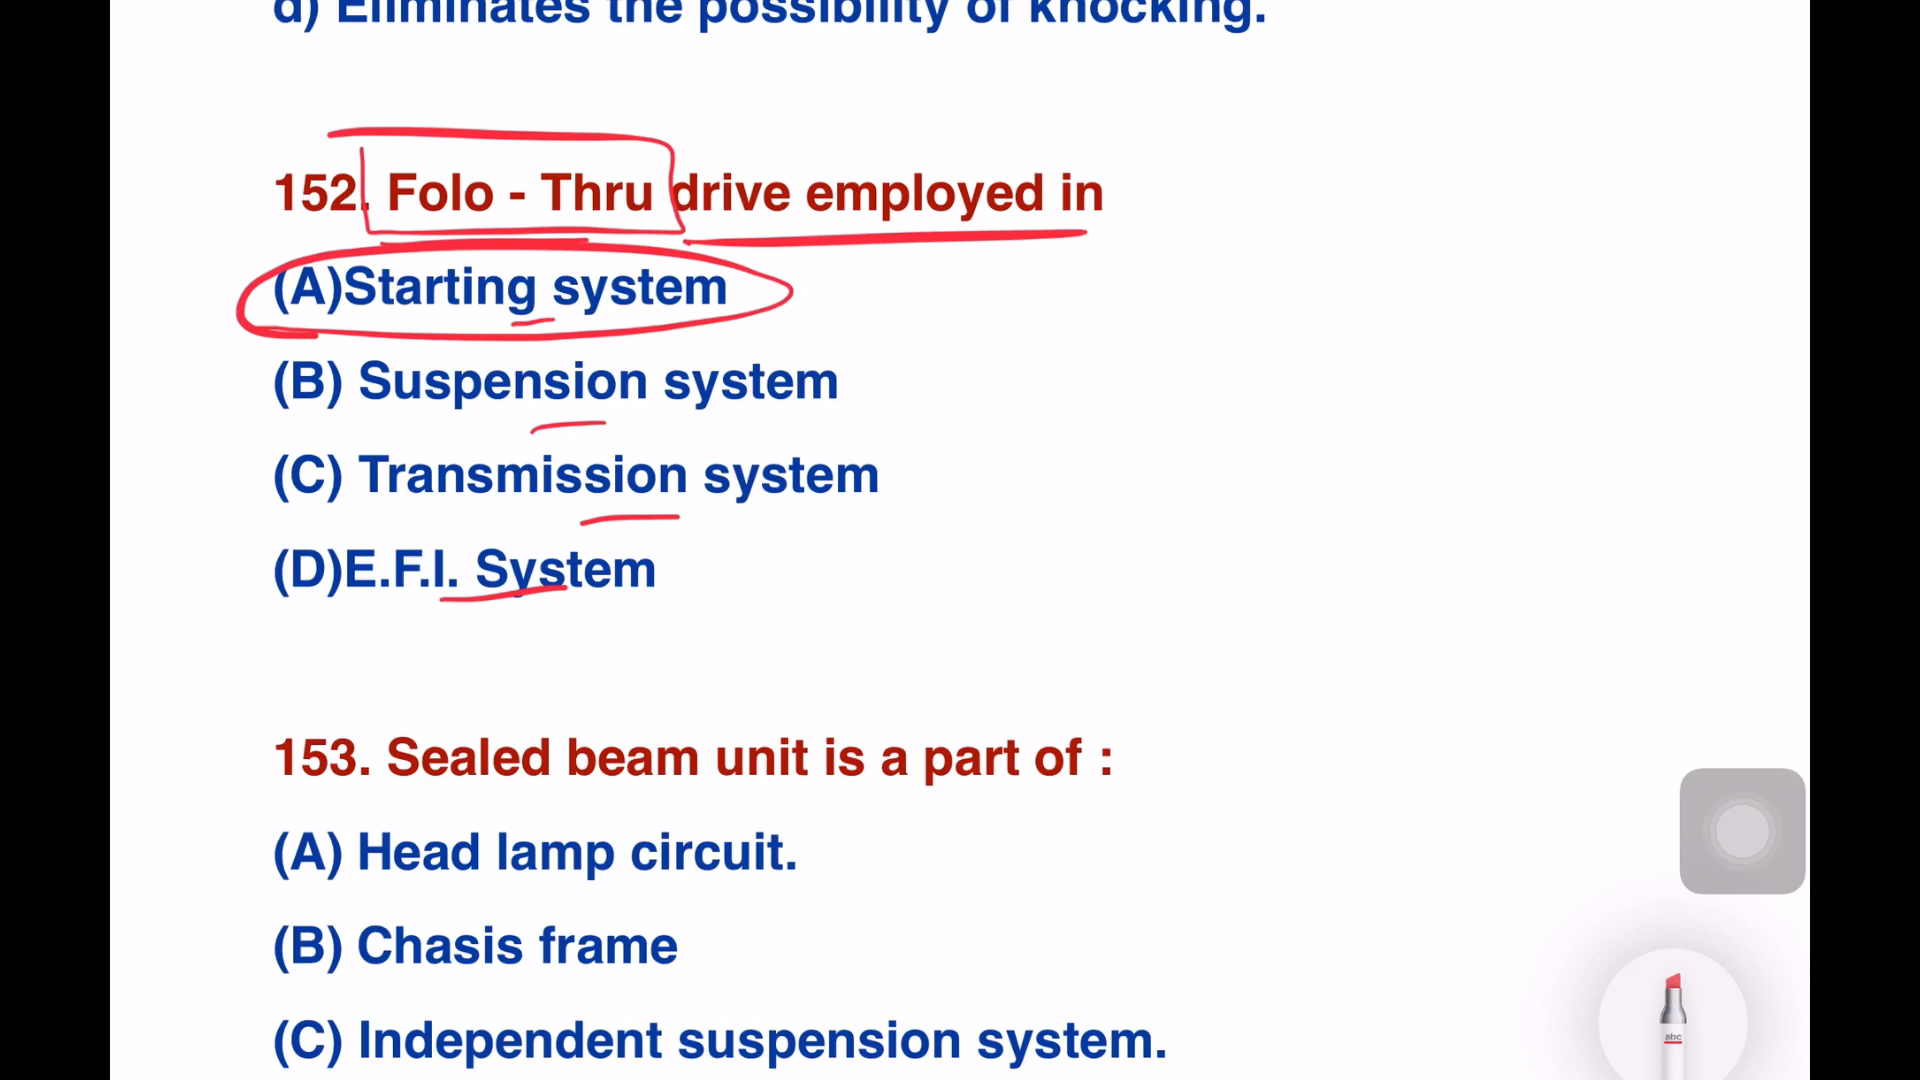 d) Eliminates the possibility of knocking.
152. Folo - Thru drive employed in
(A)Starting system
(B) Suspension system
(C) Transmission system
(D)E.F.I. System
153. Sealed beam unit is a part of :
(A) Head lamp circuit.
(B) Chasis frame
(C) Independent suspension system.
abc